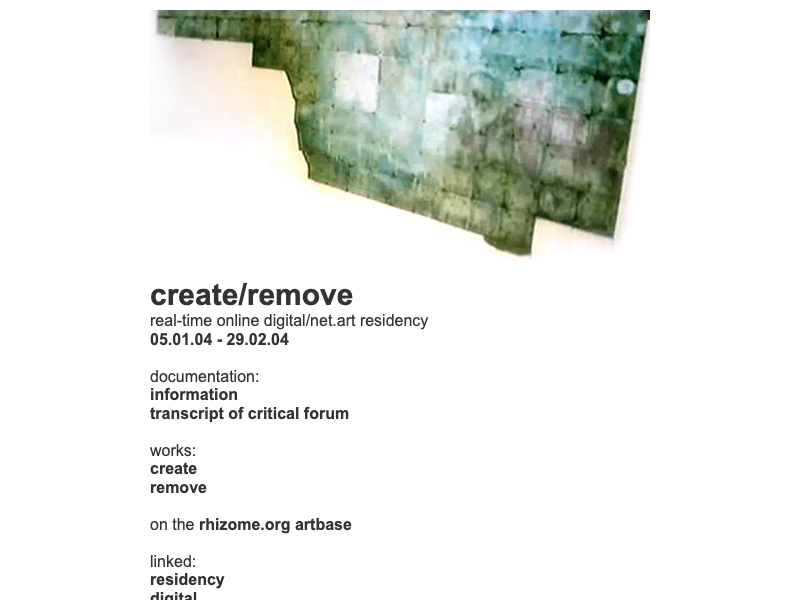 create/remove
real-time online digital/net.art residency
05.01.04 - 29.02.04
documentation:
information
transcript of critical forum
works:
create
remove
on the rhizome.org artbase
linked:
residency
digital